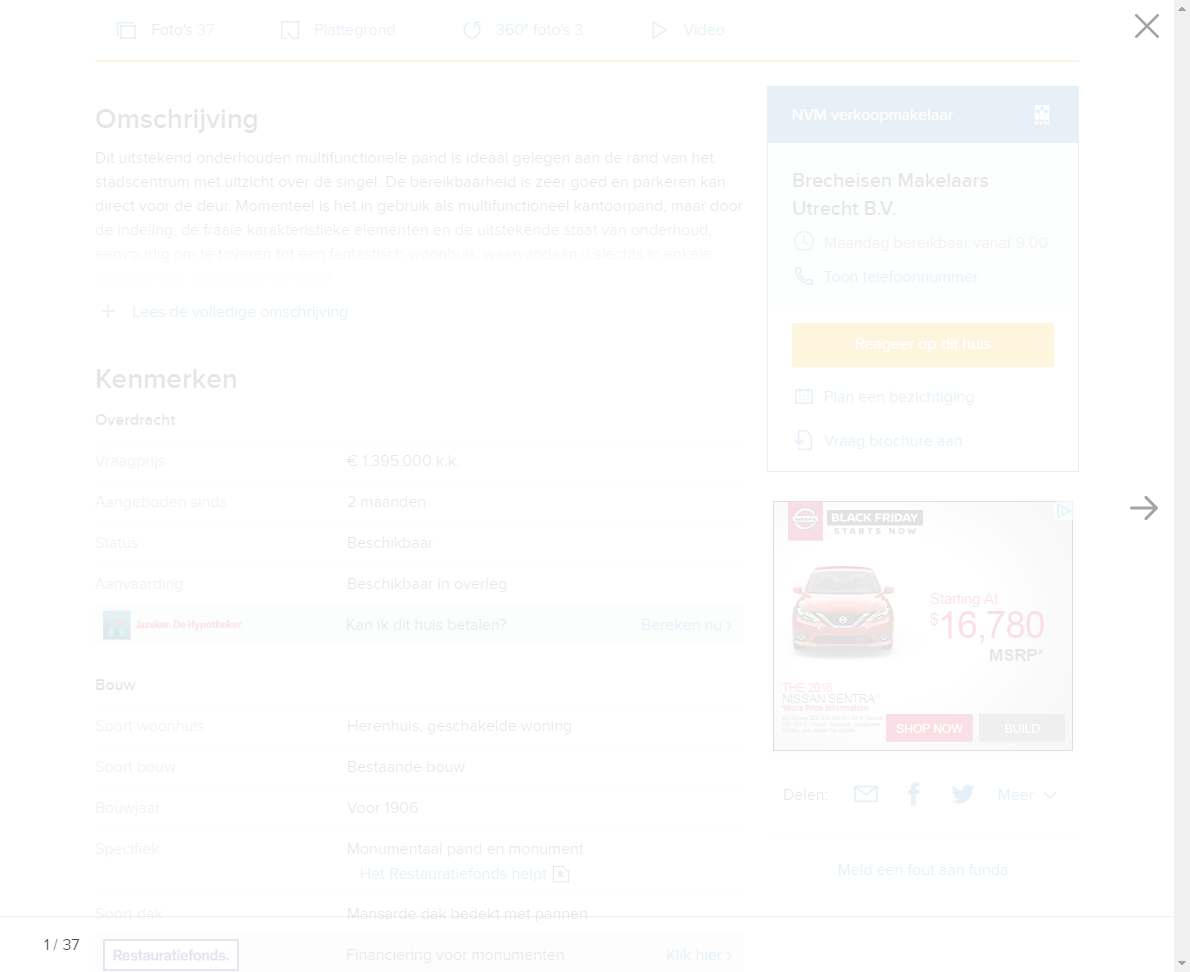 Foto's 37
Plattegrond
360° foto's 3
Video
Omschrijving
Dit uitstekend onderhouden multifunctionele pand is ideaal gelegen aan de rand van het
stadscentrum met uitzicht over de singel. De bereikbaarheid is zeer goed en parkeren kan
direct voor de deur. Momenteel is het in gebruik als multifunctioneel kantoorpand, maar door
de indeling, de fraaie karakteristieke elementen en de uitstekende staat van onderhoud,
eenvoudig om te toveren tot een fantastisch woonhuis, waarvandaan u slechts in enkele
Lees de volledige omschrijving
Kenmerken
Overdracht
Vraagprijs
€ 1.395.000 k.k.
Aangeboden sinds
2 maanden
Status
Beschikbaar
Aanvaarding
Beschikbaar in overleg
Jazeker. De Hypotheker.
Kan ik dit huis betalen?
Bereken nu ›
Bouw
Soort woonhuis
Herenhuis, geschakelde woning
Soort bouw
Bestaande bouw
Bouwjaar
Voor 1906
Specifiek
Monumentaal pand en monument
Het Restauratiefonds helpt
Soort dak
Mansarde dak bedekt met pannen
Restauratiefonds.
Financiering voor monumenten
Klik hier ›
1 / 37
NVM verkoopmakelaar
Brecheisen Makelaars
Utrecht B.V.
Maandag bereikbaar vanaf 9:00
Toon telefoonnummer
Reageer op dit huis
Plan een bezichtiging
Vraag brochure aan
BLACK FRIDAY
STARTS NOW
Starting At
$16,780
MSRP*
THE 2016
NISSAN SENTRA®
*More Price Information
SHOP NOW
BUILD
Delen:
Meer
Meld een fout aan funda